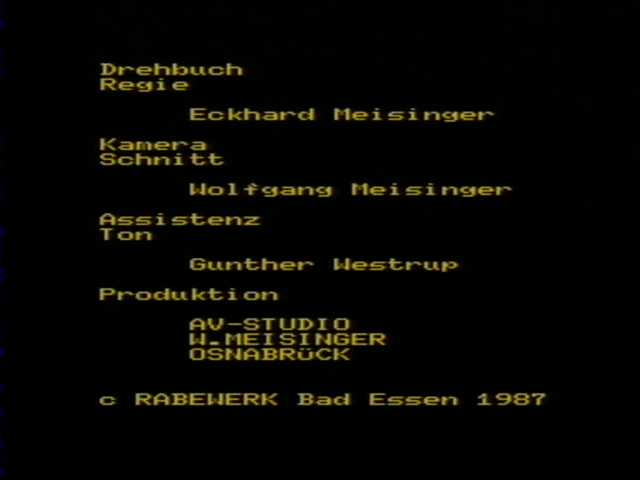 Drehbuch
Regie
Eckhard Meisinger
Kamera
Schnitt
Wolfgang Meisinger
Assistenz
Ton
Gunther Westrup
Produktion
AV-STUDIO
W.MEISINGER
OSNABRüCK
c RABEWERK Bad Essen 1987